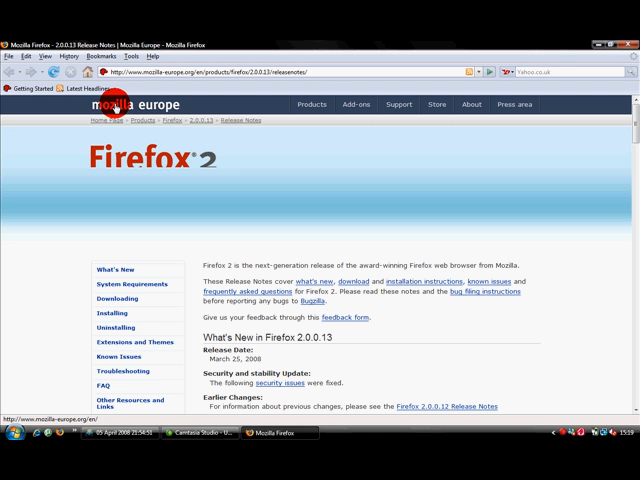 Mozilla Firefox - 2.0.0.13 Release Notes | Mozilla Europe - Mozilla Firefox
File Edit View History Bookmarks Tools Help
http://www.mozilla-europe.org/en/products/firefox/2.0.0.13/releasenotes/
Yahoo.co.uk
Getting Started Latest Headlines
mozilla europe Products Add-ons Support Store About Press area
Home Page › Products › Firefox › 2.0.0.13 › Release Notes
Firefox® 2
What's New
System Requirements
Downloading
Installing
Uninstalling
Extensions and Themes
Known Issues
Troubleshooting
FAQ
Other Resources and
Links
Firefox 2 is the next-generation release of the award-winning Firefox web browser from Mozilla.
These Release Notes cover what's new, download and installation instructions, known issues and
frequently asked questions for Firefox 2. Please read these notes and the bug filing instructions
before reporting any bugs to Bugzilla.
Give us your feedback through this feedback form.
What's New in Firefox 2.0.0.13
Release Date:
March 25, 2008
Security and stability Update:
The following security issues were fixed.
Earlier Changes:
For information about previous changes, please see the Firefox 2.0.0.12 Release Notes
http://www.mozilla-europe.org/en/
05 April 2008 21:54:51 Camtasia Studio - U... Mozilla Firefox 15:19